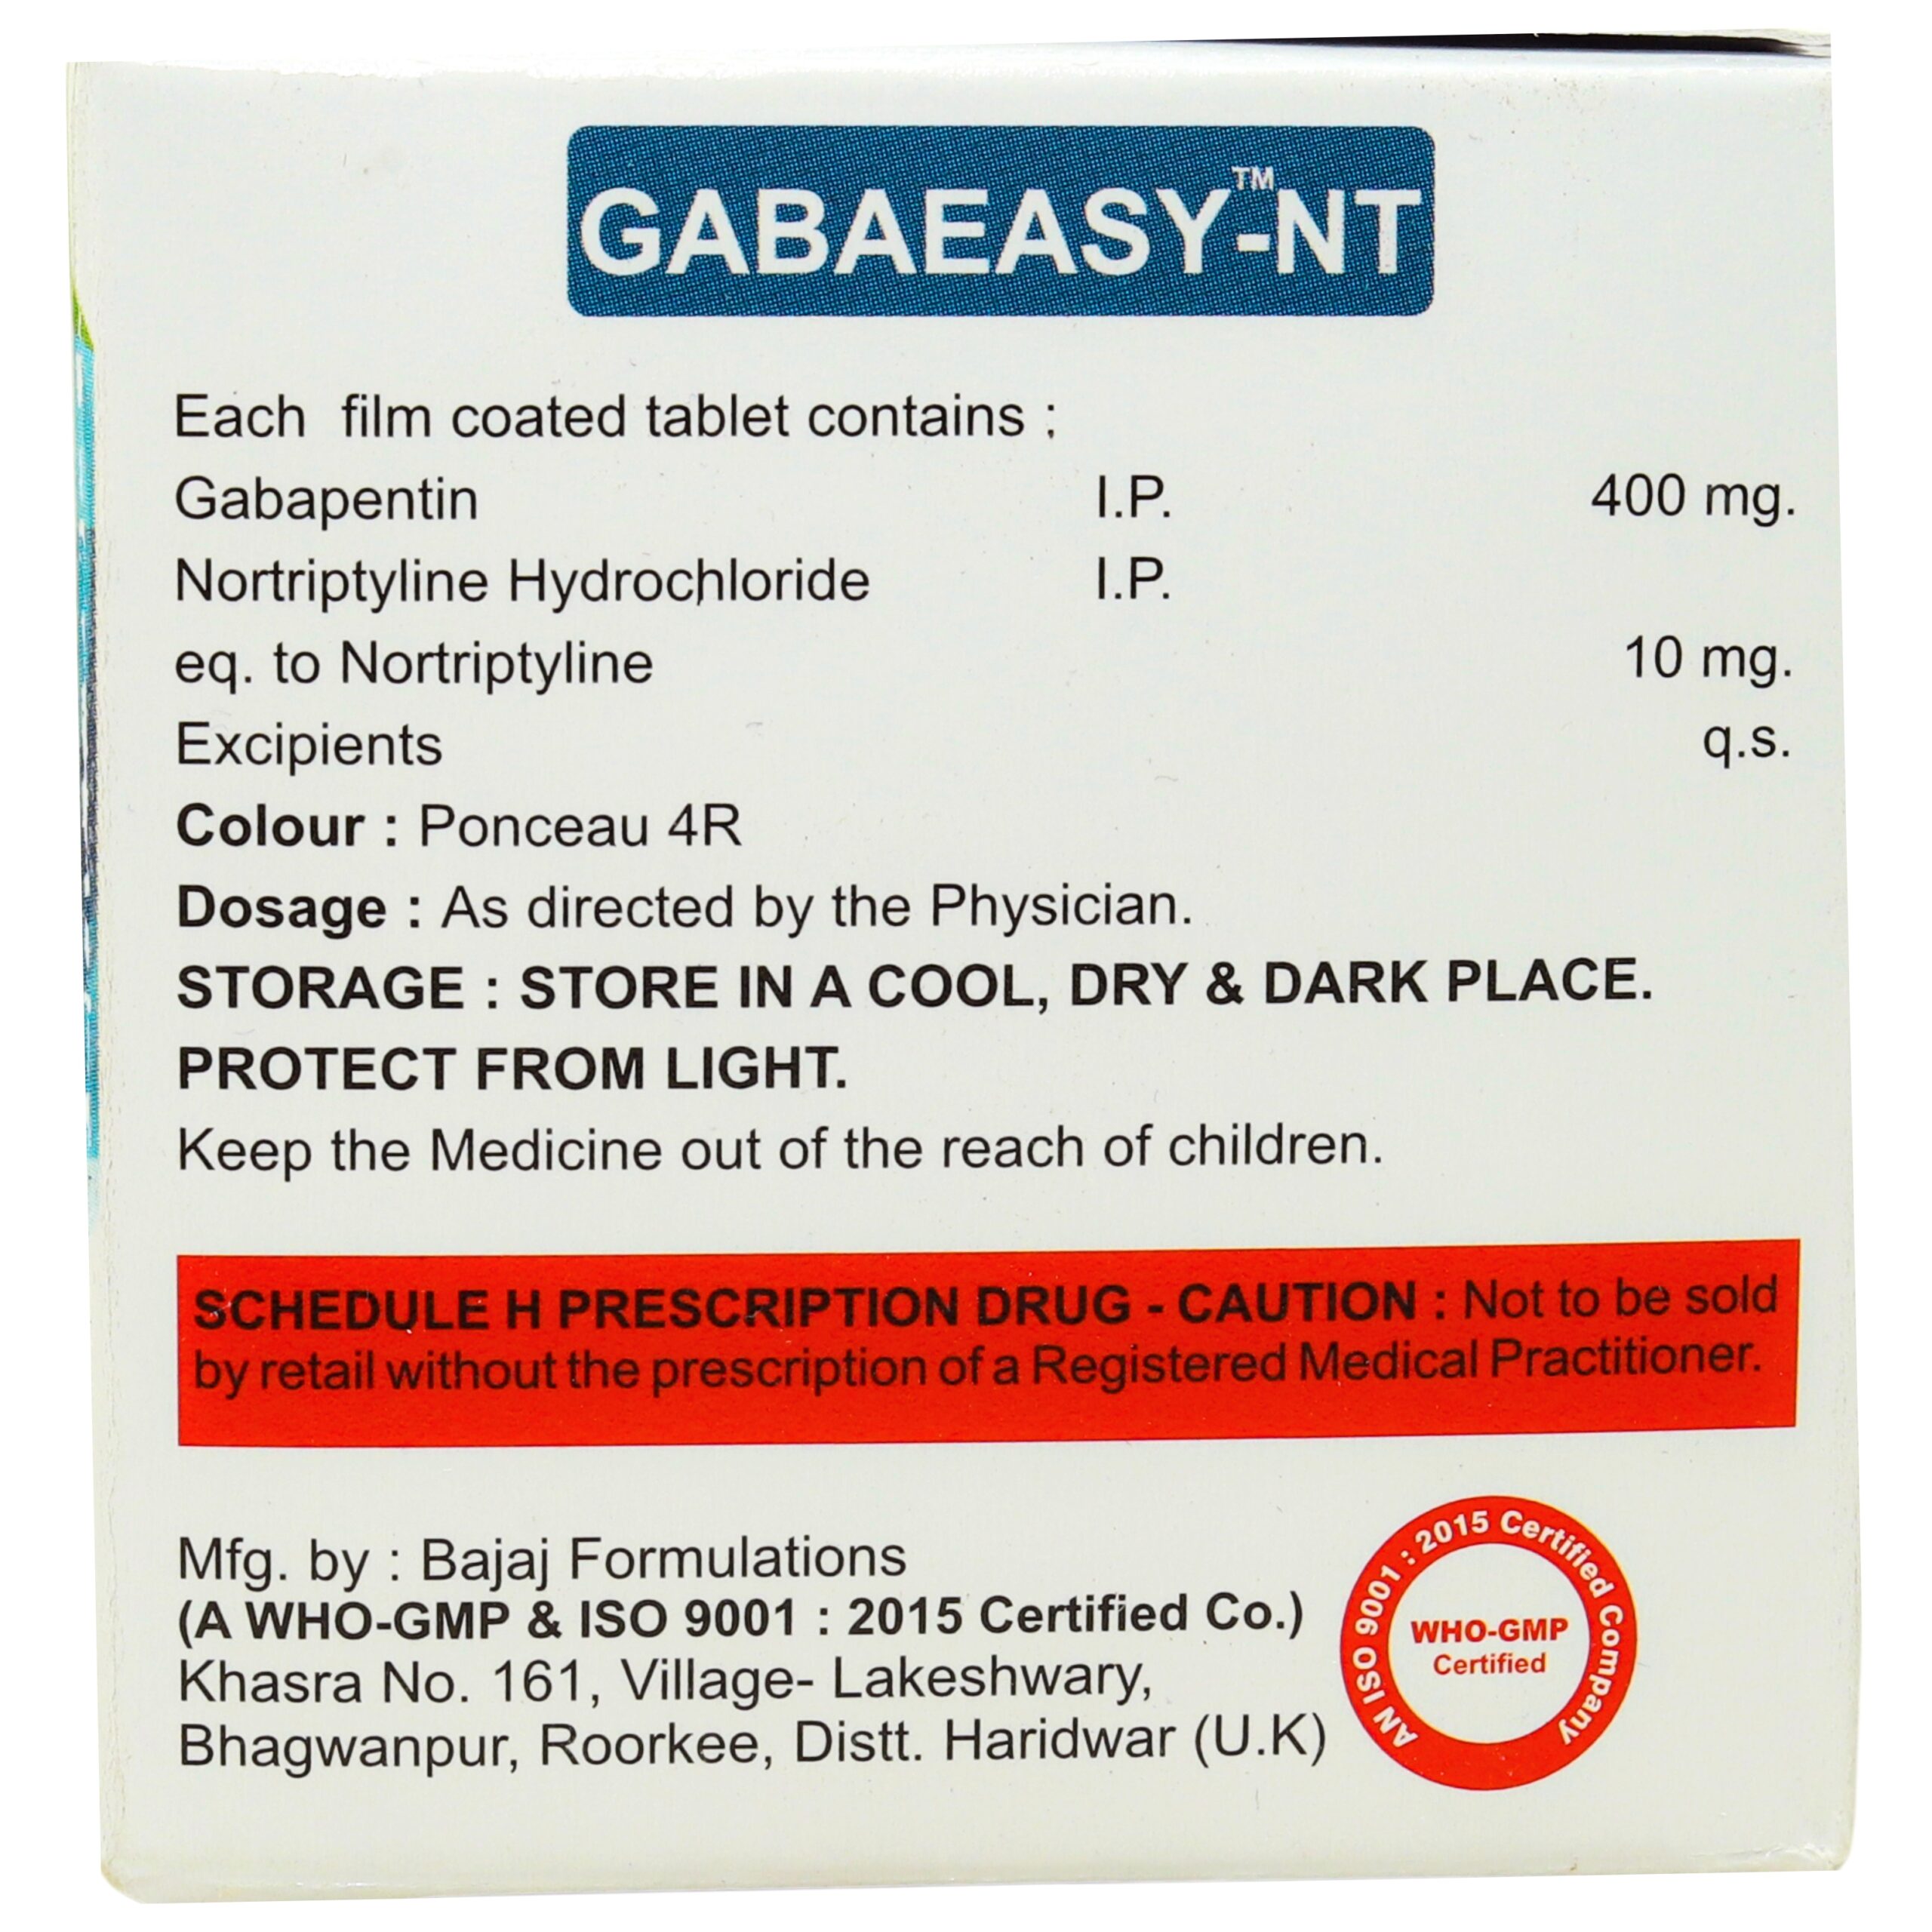 GABAEASY™-NT
Each film coated tablet contains :
Gabapentin I.P. 400 mg.
Nortriptyline Hydrochloride I.P.
eq. to Nortriptyline 10 mg.
Excipients q.s.
Colour : Ponceau 4R
Dosage : As directed by the Physician.
STORAGE : STORE IN A COOL, DRY & DARK PLACE.
PROTECT FROM LIGHT.
Keep the Medicine out of the reach of children.
SCHEDULE H PRESCRIPTION DRUG - CAUTION : Not to be sold
by retail without the prescription of a Registered Medical Practitioner.
Mfg. by : Bajaj Formulations
(A WHO-GMP & ISO 9001 : 2015 Certified Co.)
Khasra No. 161, Village- Lakeshwary,
Bhagwanpur, Roorkee, Distt. Haridwar (U.K)
AN ISO 9001 : 2015 Certified Company
WHO-GMP
Certified